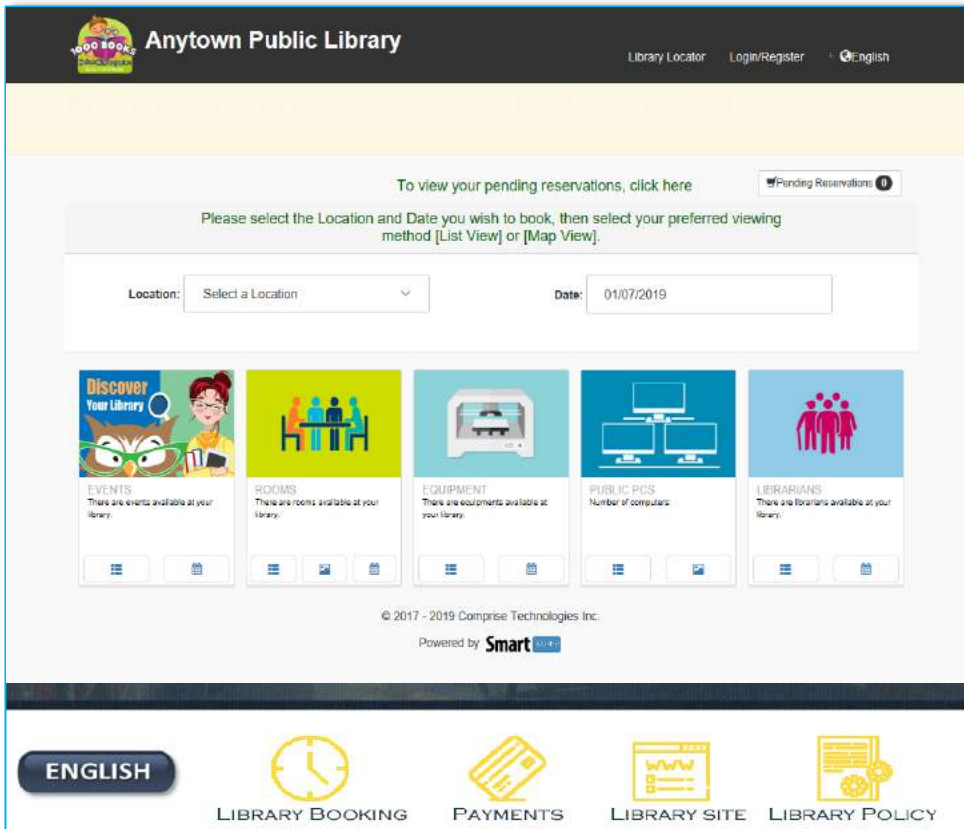 1000 BOOKS
Anytown Public Library
Library Locator Login/Register English
To view your pending reservations, click here
Pending Reservations 0
Please select the Location and Date you wish to book, then select your preferred viewing
method [List View] or [Map View].
Location: Select a Location Date: 01/07/2019
Discover
Your Library
EVENTS
There are events available at your
library.
ROOMS
There are rooms available at your
library.
EQUIPMENT
There are equipments available at
your library.
PUBLIC PCS
Number of computers
LIBRARIANS
There are librarians available at your
library.
© 2017 - 2019 Comprise Technologies Inc.
Powered by Smart
ENGLISH
LIBRARY BOOKING
PAYMENTS
WWW
LIBRARY SITE
LIBRARY POLICY